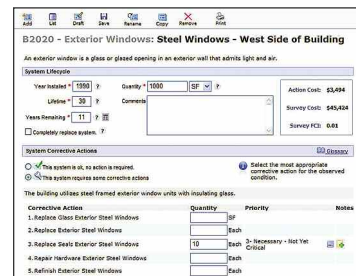 Add List Draft Save Rename Copy Remove Print
B2020 - Exterior Windows: Steel Windows - West Side of Building
An exterior window is a glass or glazed opening in an exterior wall that admits light and air.
System Lifecycle
Year Installed * 1990 ? Quantity * 1000 SF ?
Action Cost: $3,494
Lifetime * 30 ? Comments
Survey Cost: $45,424
Years Remaining * 11 ?
Survey FCI: 0.01
Completely replace system. ?
System Corrective Actions Glossary
This system is ok, no action is required.
This system requires some corrective actions
Select the most appropriate corrective action for the observed condition.
The building utilizes steel framed exterior window units with insulating glass.
Corrective Action Quantity Priority Notes
1. Replace Glass Exterior Steel Windows SF
2. Replace Exterior Steel Windows Each
3. Replace Seals Exterior Steel Windows 10 Each 3- Necessary - Not Yet Critical
4. Repair Hardware Exterior Steel Windows Each
5. Refinish Exterior Steel Windows Each